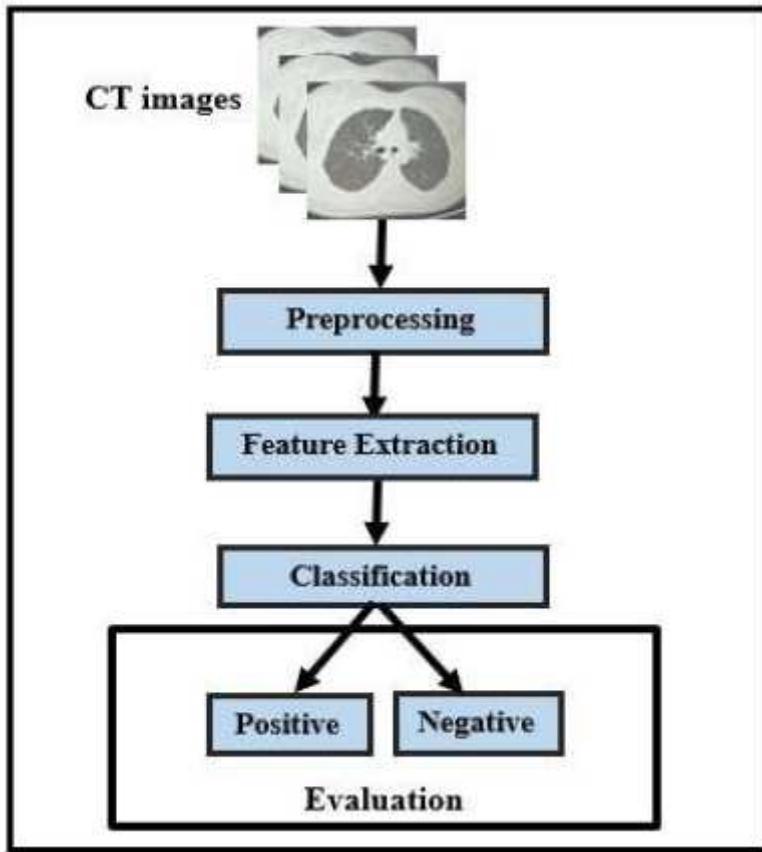 CT images
Preprocessing
Feature Extraction
Classification
Positive
Negative
Evaluation